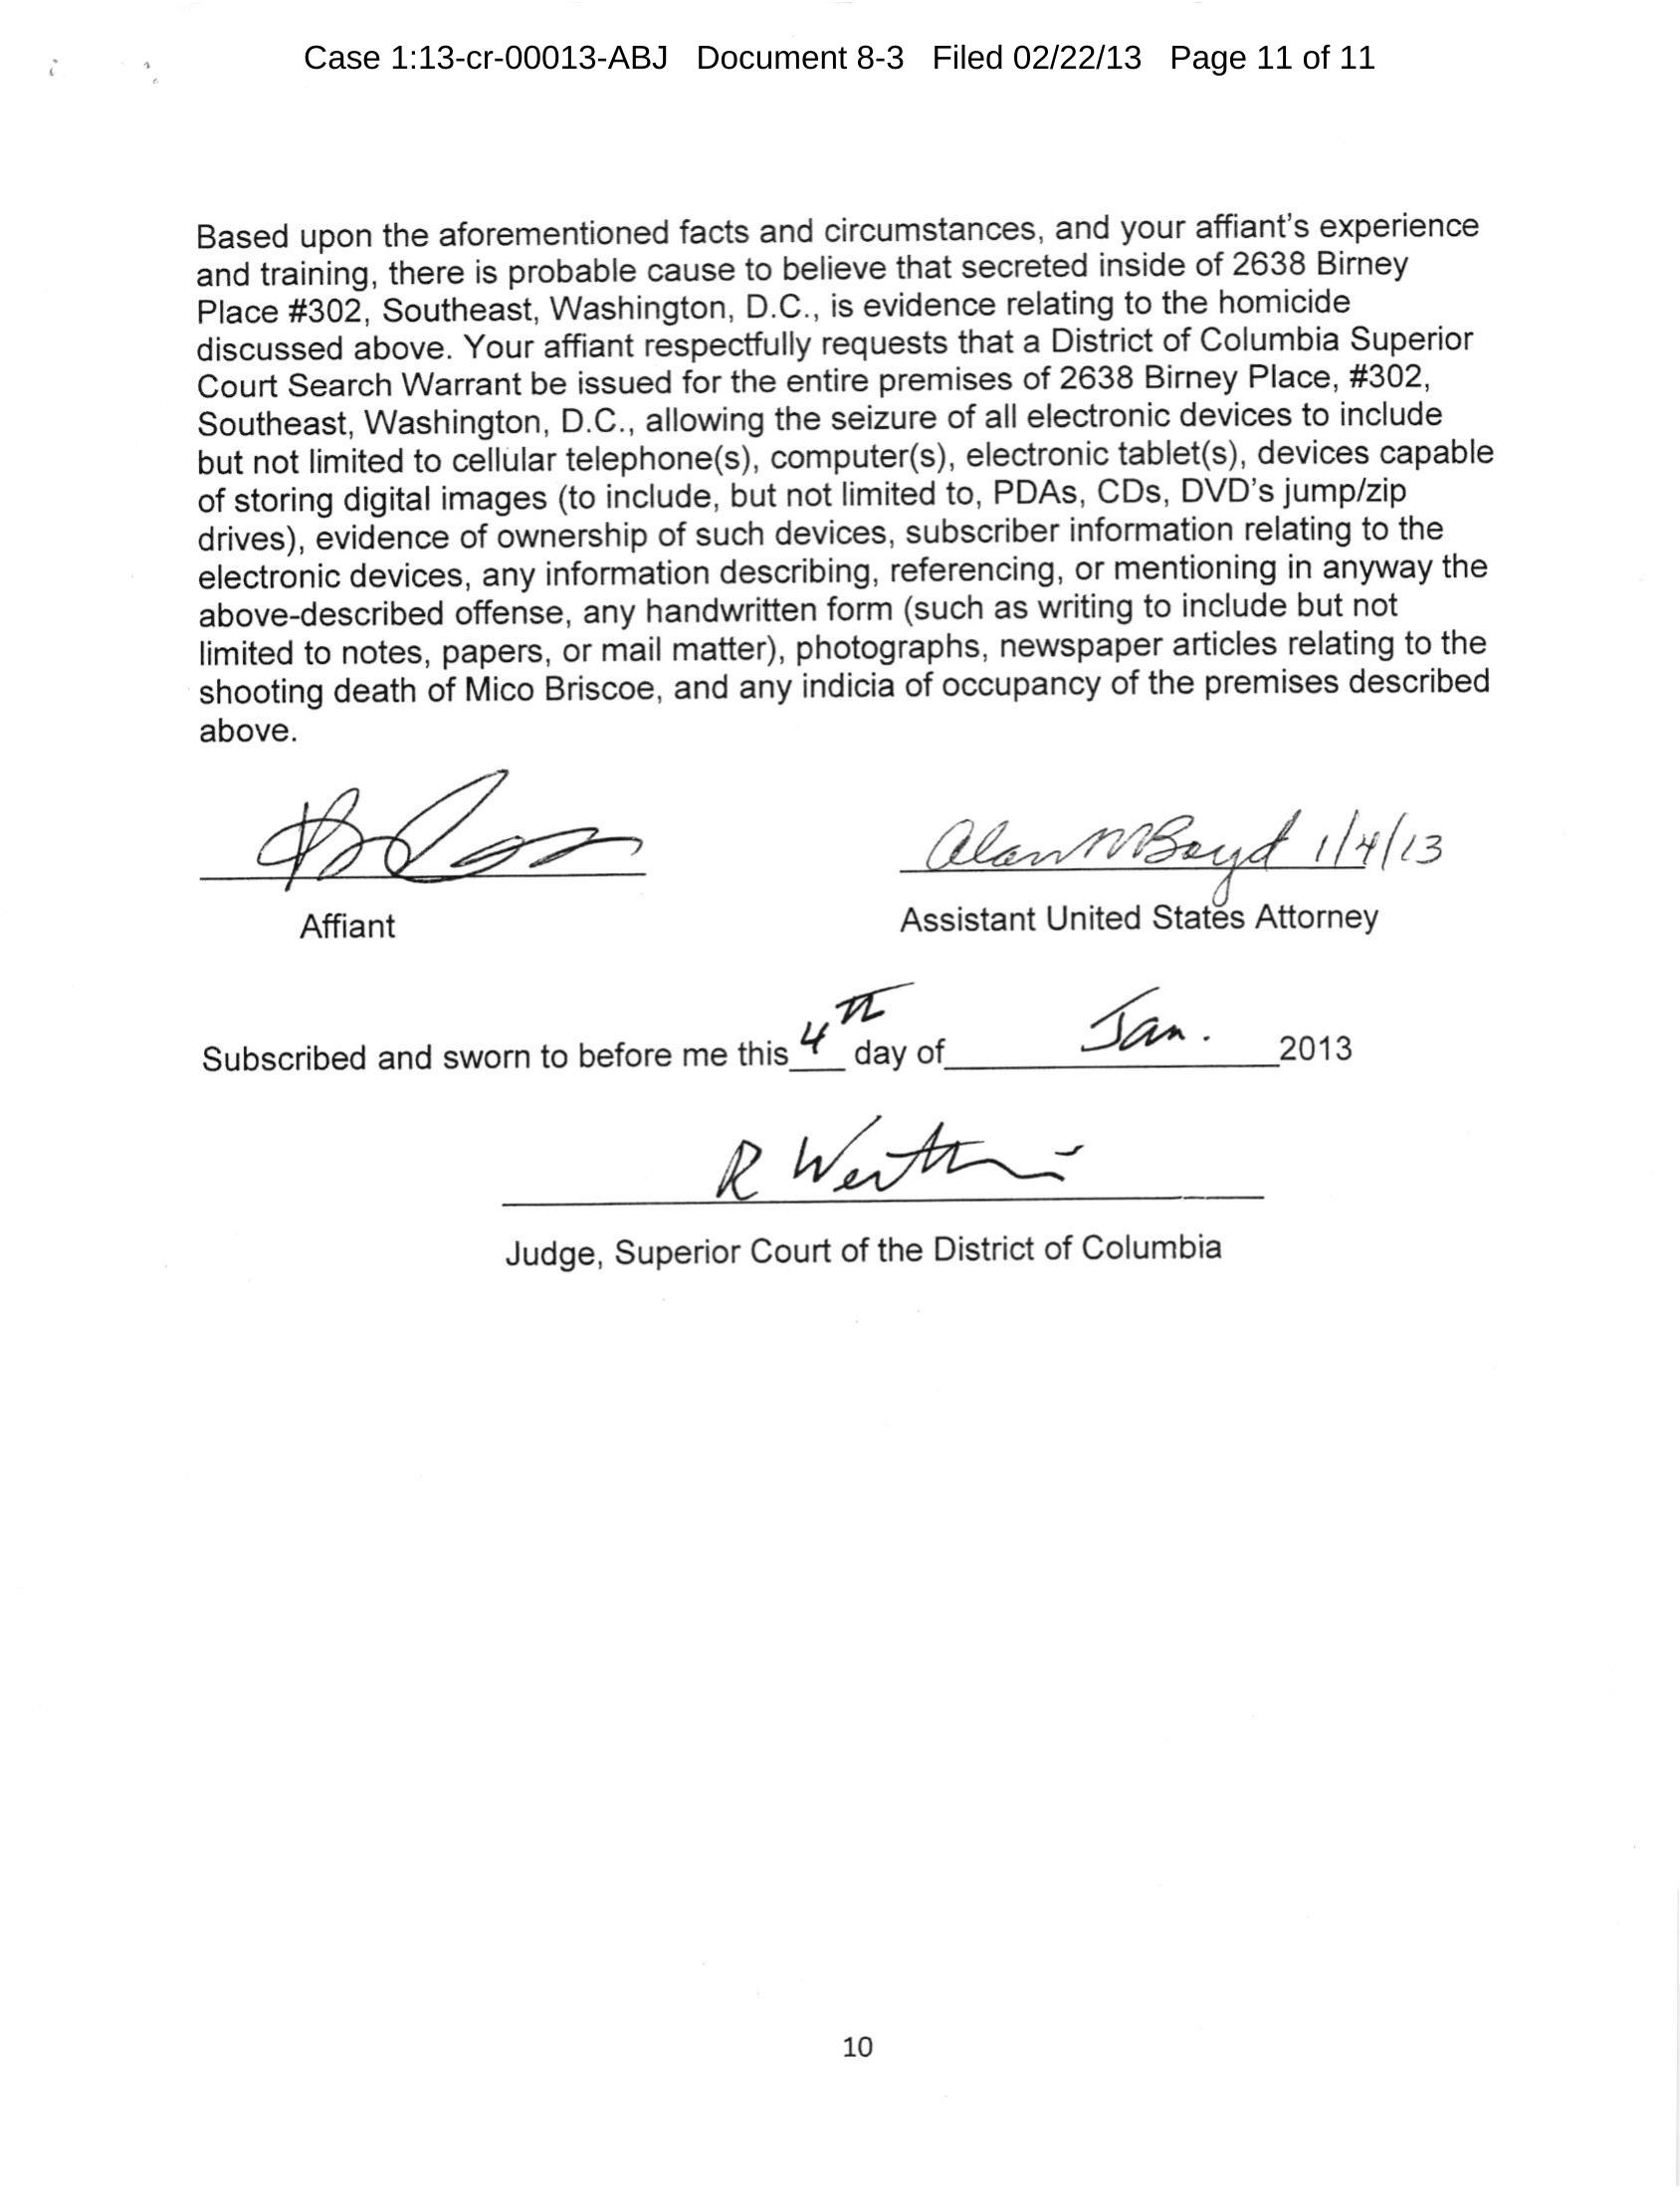 Case 1:13-cr-00013-ABJ Document 8-3 Filed 02/22/13 Page 11 of 11
Based upon the aforementioned facts and circumstances, and your affiant's experience
and training, there is probable cause to believe that secreted inside of 2638 Birney
Place #302, Southeast, Washington, D.C., is evidence relating to the homicide
discussed above. Your affiant respectfully requests that a District of Columbia Superior
Court Search Warrant be issued for the entire premises of 2638 Birney Place, #302,
Southeast, Washington, D.C., allowing the seizure of all electronic devices to include
but not limited to cellular telephone(s), computer(s), electronic tablet(s), devices capable
of storing digital images (to include, but not limited to, PDAs, CDs, DVD's jump/zip
drives), evidence of ownership of such devices, subscriber information relating to the
electronic devices, any information describing, referencing, or mentioning in anyway the
above-described offense, any handwritten form (such as writing to include but not
limited to notes, papers, or mail matter), photographs, newspaper articles relating to the
shooting death of Mico Briscoe, and any indicia of occupancy of the premises described
above.
Alan M Boyd 1/4/13
Affiant Assistant United States Attorney
Subscribed and sworn to before me this 4th day of Jan. 2013
R
Judge, Superior Court of the District of Columbia
10